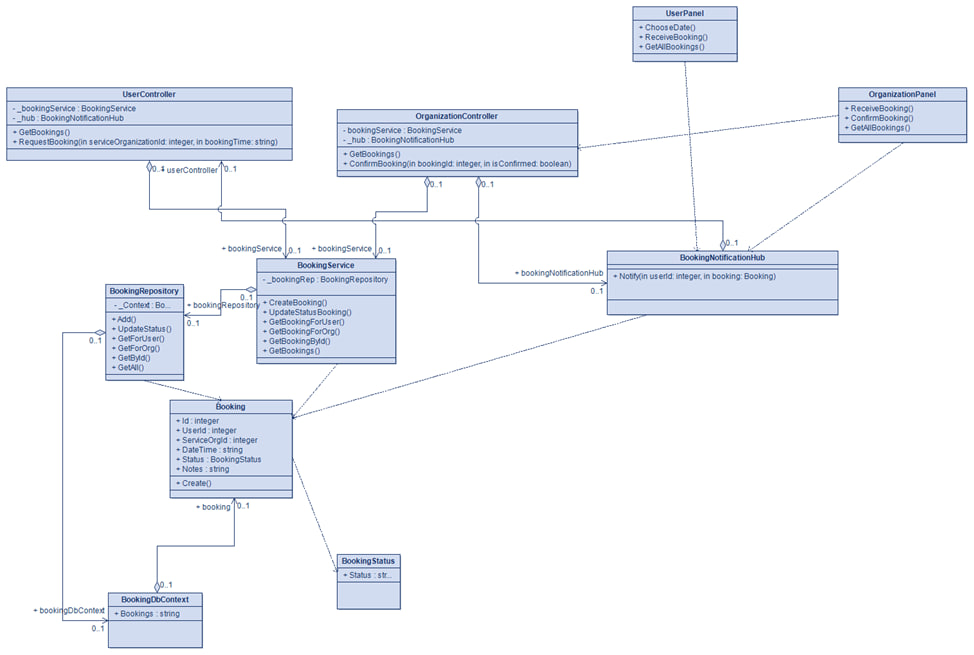 UserPanel
+ ChooseDate()
+ ReceiveBooking()
+ GetAllBookings()
UserController
- _bookingService : BookingService
- _hub : BookingNotificationHub
+ GetBookings()
+ RequestBooking(in serviceOrganizationId: integer, in bookingTime: string)
OrganizationPanel
+ ReceiveBooking()
+ ConfirmBooking()
+ GetAllBookings()
OrganizationController
- bookingService : BookingService
- _hub : BookingNotificationHub
+ GetBookings()
+ ConfirmBooking(in bookingId: integer, in isConfirmed: boolean)
0..1
+ userController
0..1
0..1
0..1
+ bookingService
0..1
+ bookingService
0..1
0..1
BookingNotificationHub
+ Notify(in userId: integer, in booking: Booking)
+ bookingNotificationHub
0..1
BookingService
- _bookingRep : BookingRepository
+ CreateBooking()
+ UpdateStatusBooking()
+ GetBookingForUser()
+ GetBookingForOrg()
+ GetBookingById()
+ GetBookings()
0..1
+ bookingRepository
0..1
BookingRepository
- _Context : Bo...
+ Add()
+ UpdateStatus()
+ GetForUser()
+ GetForOrg()
+ GetById()
+ GetAll()
0..1
Booking
+ Id : integer
+ UserId : integer
+ ServiceOrgId : integer
+ DateTime : string
+ Status : BookingStatus
+ Notes : string
+ Create()
+ booking
0..1
BookingStatus
+ Status : str...
0..1
BookingDbContext
+ Bookings : string
+ bookingDbContext
0..1